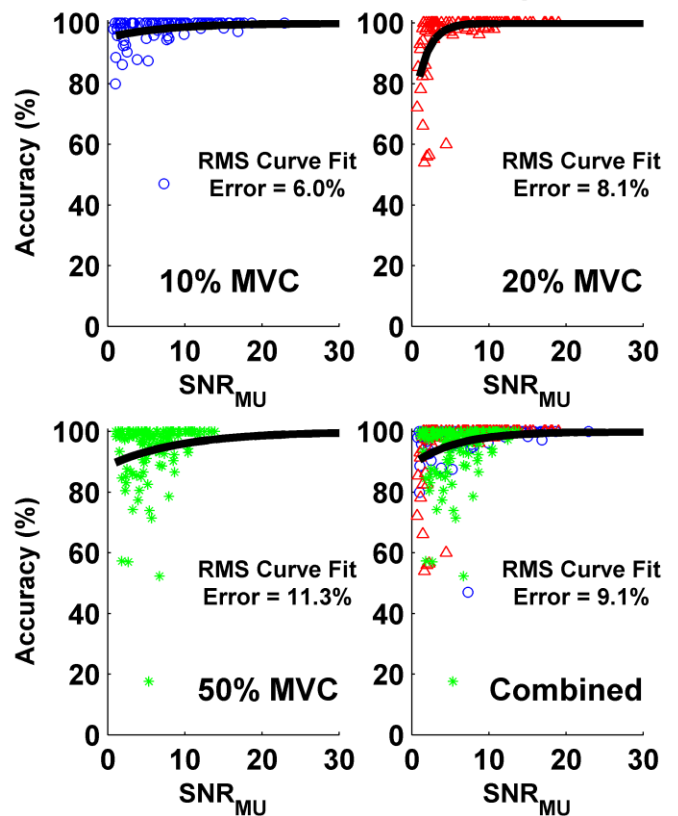 100
80
60
40
20
0
Accuracy (%)
RMS Curve Fit
Error = 6.0%
10% MVC
0 10 20 30
SNR_MU
100
80
60
40
20
0
RMS Curve Fit
Error = 8.1%
20% MVC
0 10 20 30
SNR_MU
100
80
60
40
20
0
Accuracy (%)
RMS Curve Fit
Error = 11.3%
50% MVC
0 10 20 30
SNR_MU
100
80
60
40
20
0
RMS Curve Fit
Error = 9.1%
Combined
0 10 20 30
SNR_MU